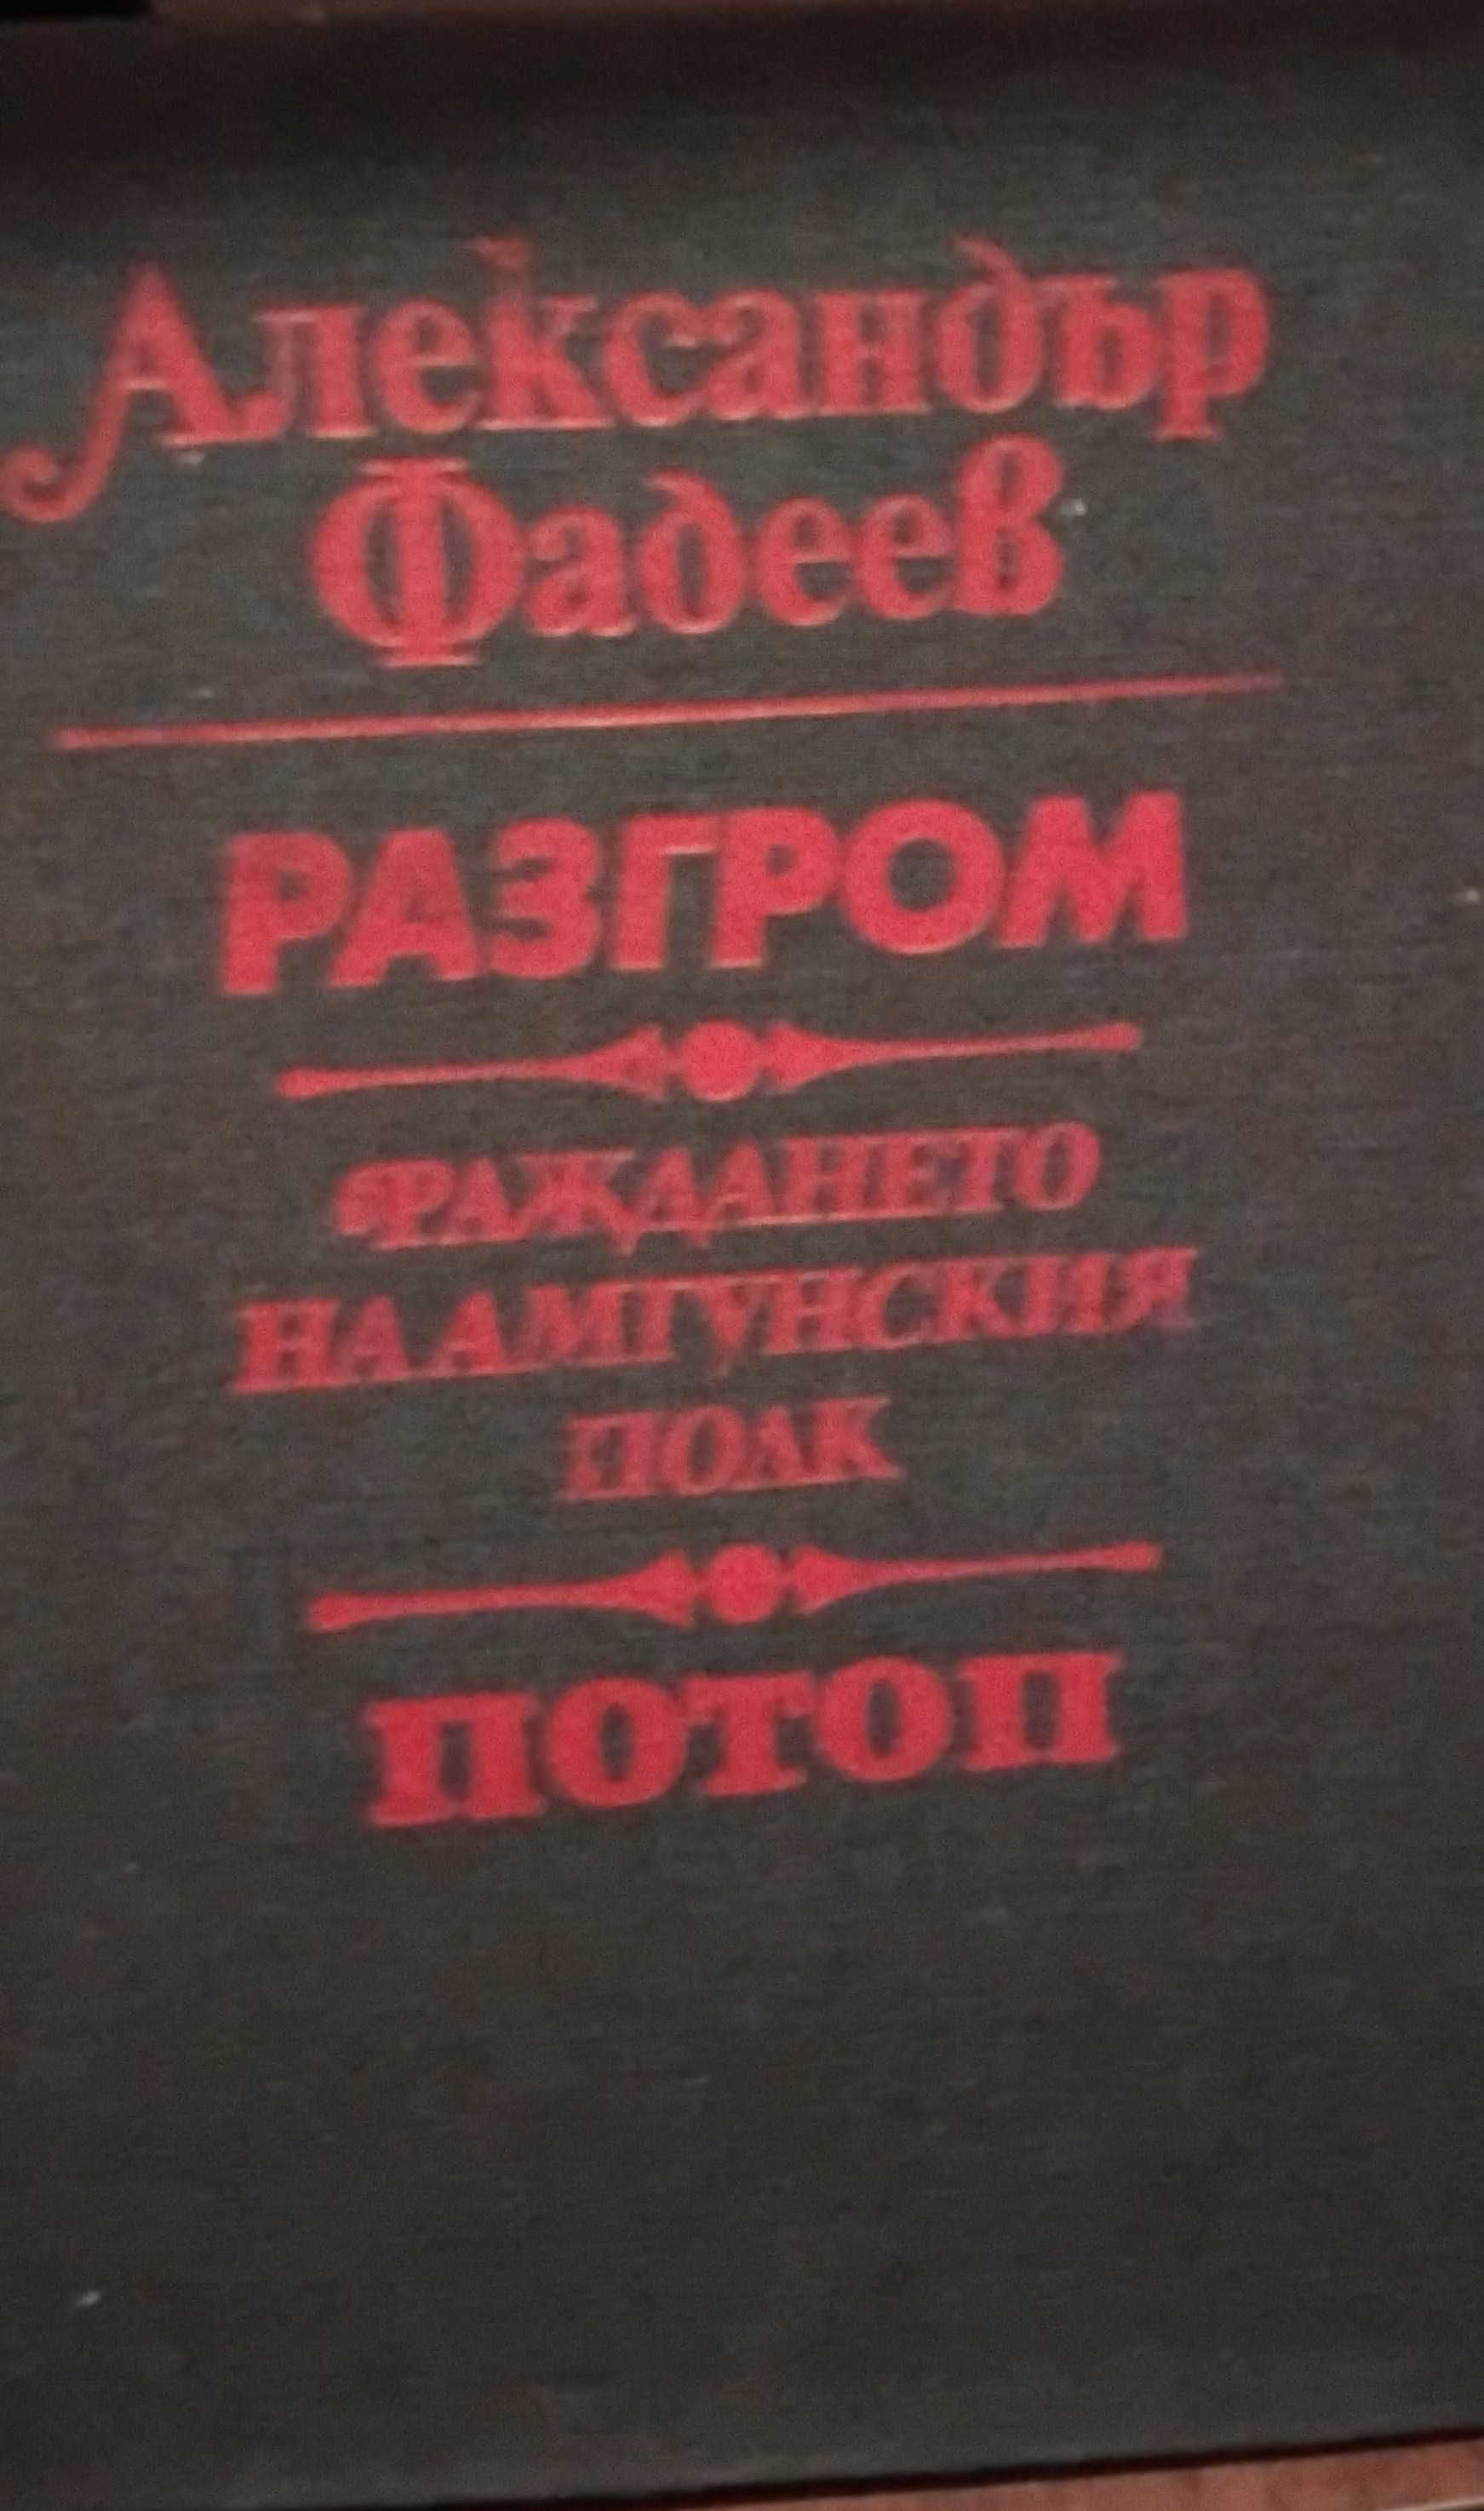 Александър
Фадеев
РАЗГРОМ
РАЖДАНЕТО
НА АМГУНСКИЯ
ПОЛК
ПОТОП